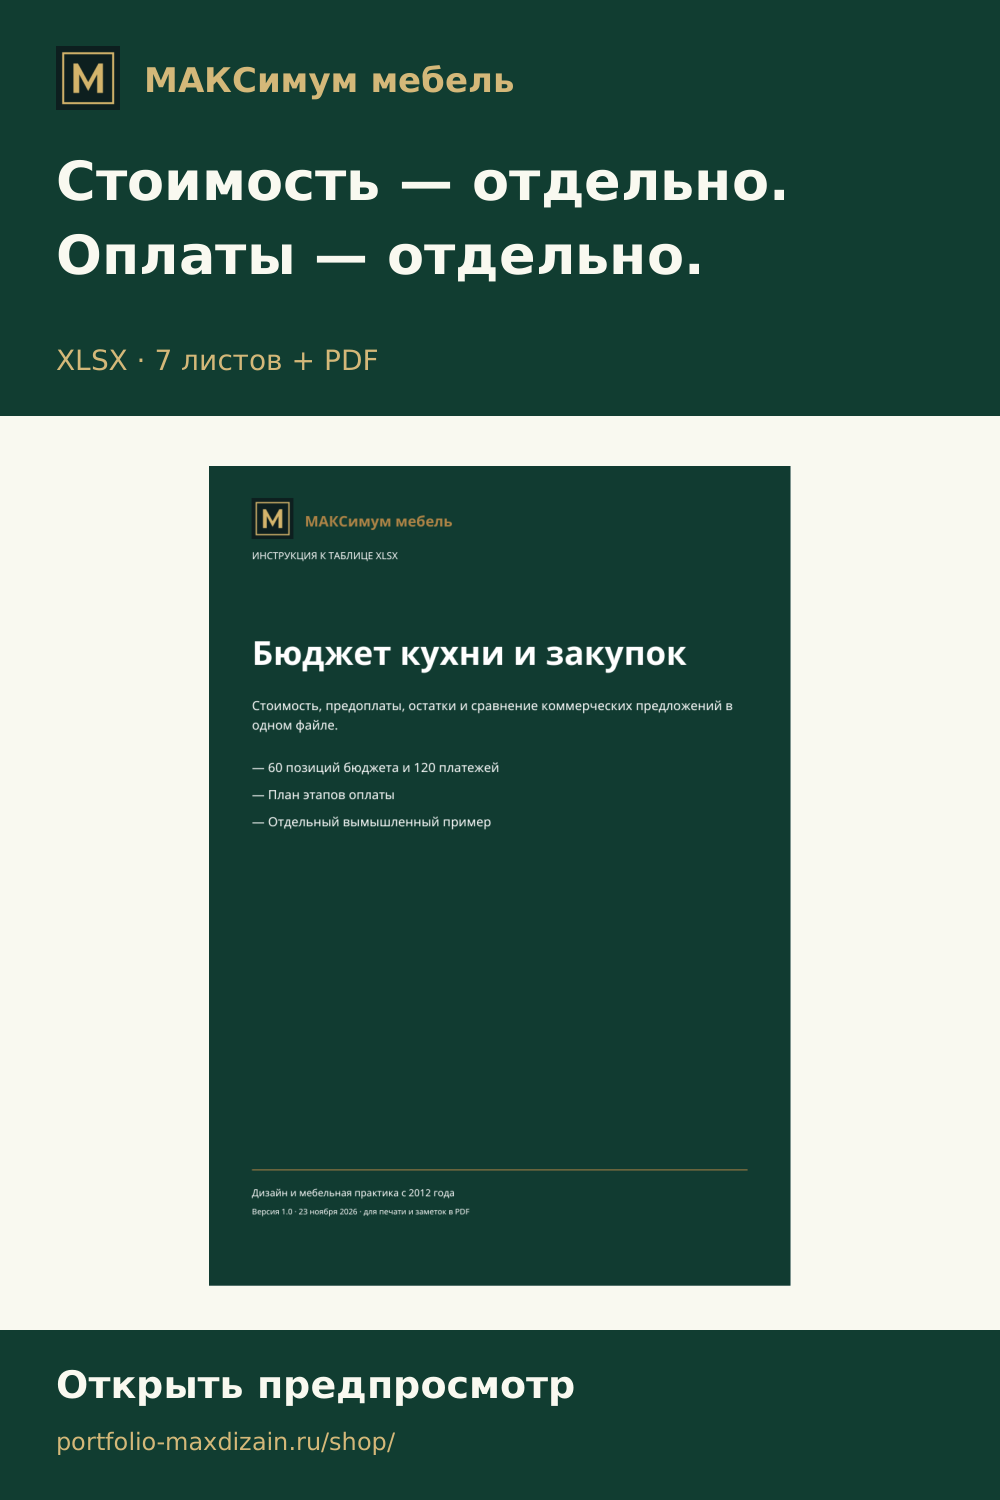 M
МАКСимум мебель
Стоимость — отдельно.
Оплаты — отдельно.
XLSX · 7 листов + PDF
M
МАКСимум мебель
ИНСТРУКЦИЯ К ТАБЛИЦЕ XLSX
Бюджет кухни и закупок
Стоимость, предоплаты, остатки и сравнение коммерческих предложений в
одном файле.
— 60 позиций бюджета и 120 платежей
— План этапов оплаты
— Отдельный вымышленный пример
Дизайн и мебельная практика с 2012 года
Версия 1.0 · 23 ноября 2026 · для печати и заметок в PDF
Открыть предпросмотр
portfolio-maxdizain.ru/shop/